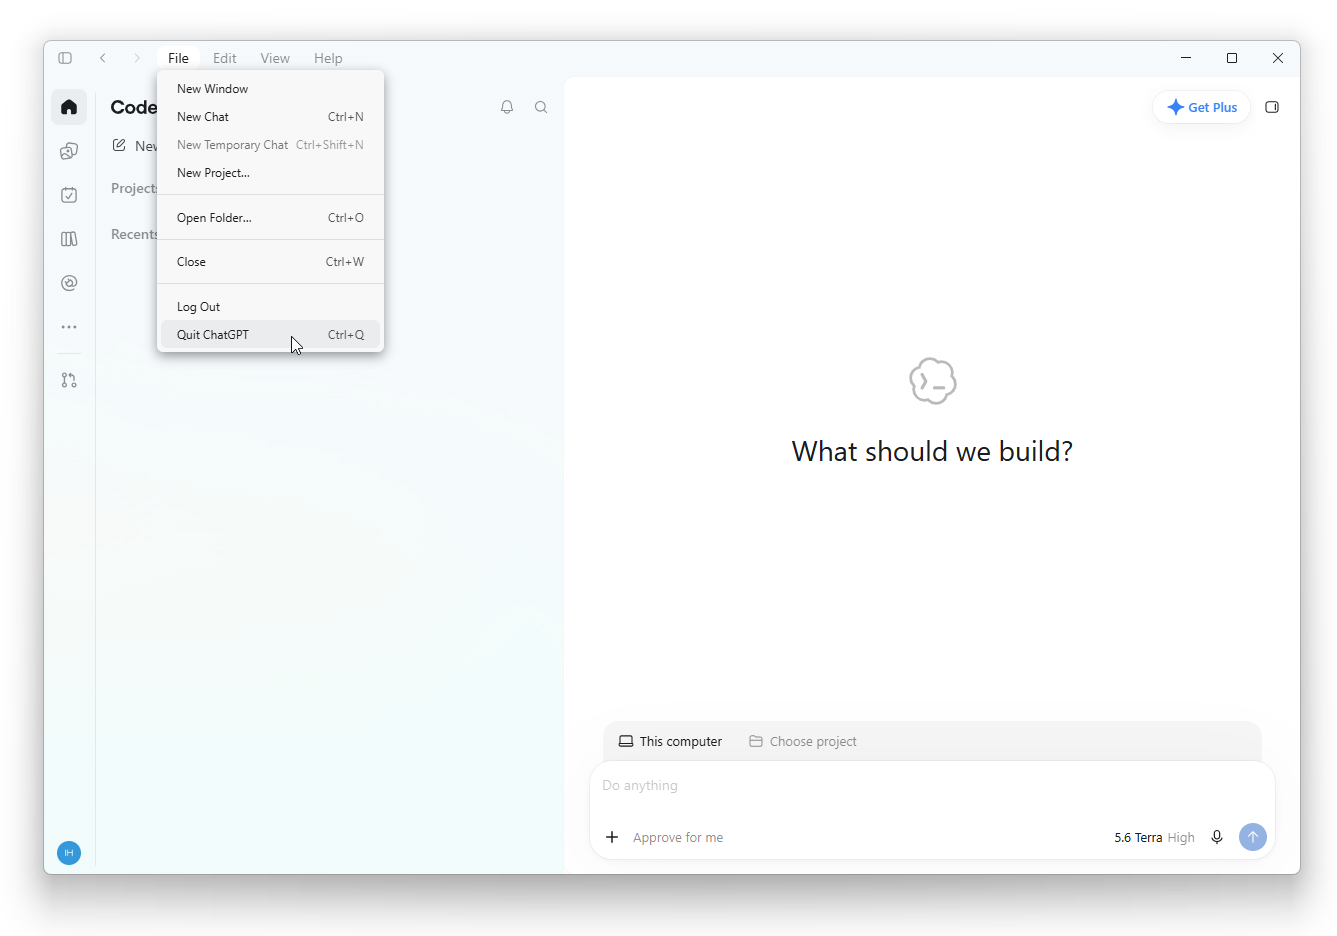 File Edit View Help
New Window
New Chat Ctrl+N
New Temporary Chat Ctrl+Shift+N
New Project...
Open Folder... Ctrl+O
Close Ctrl+W
Log Out
Quit ChatGPT Ctrl+Q
Code
New
Projects
Recents
IH
Get Plus
What should we build?
This computer Choose project
Do anything
Approve for me 5.6 Terra High